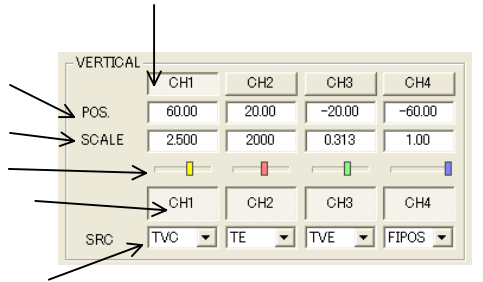 VERTICAL
CH1 CH2 CH3 CH4
POS. 60.00 20.00 -20.00 -60.00
SCALE 2.500 2000 0.313 1.00
CH1 CH2 CH3 CH4
SRC TVC TE TVE FIPOS